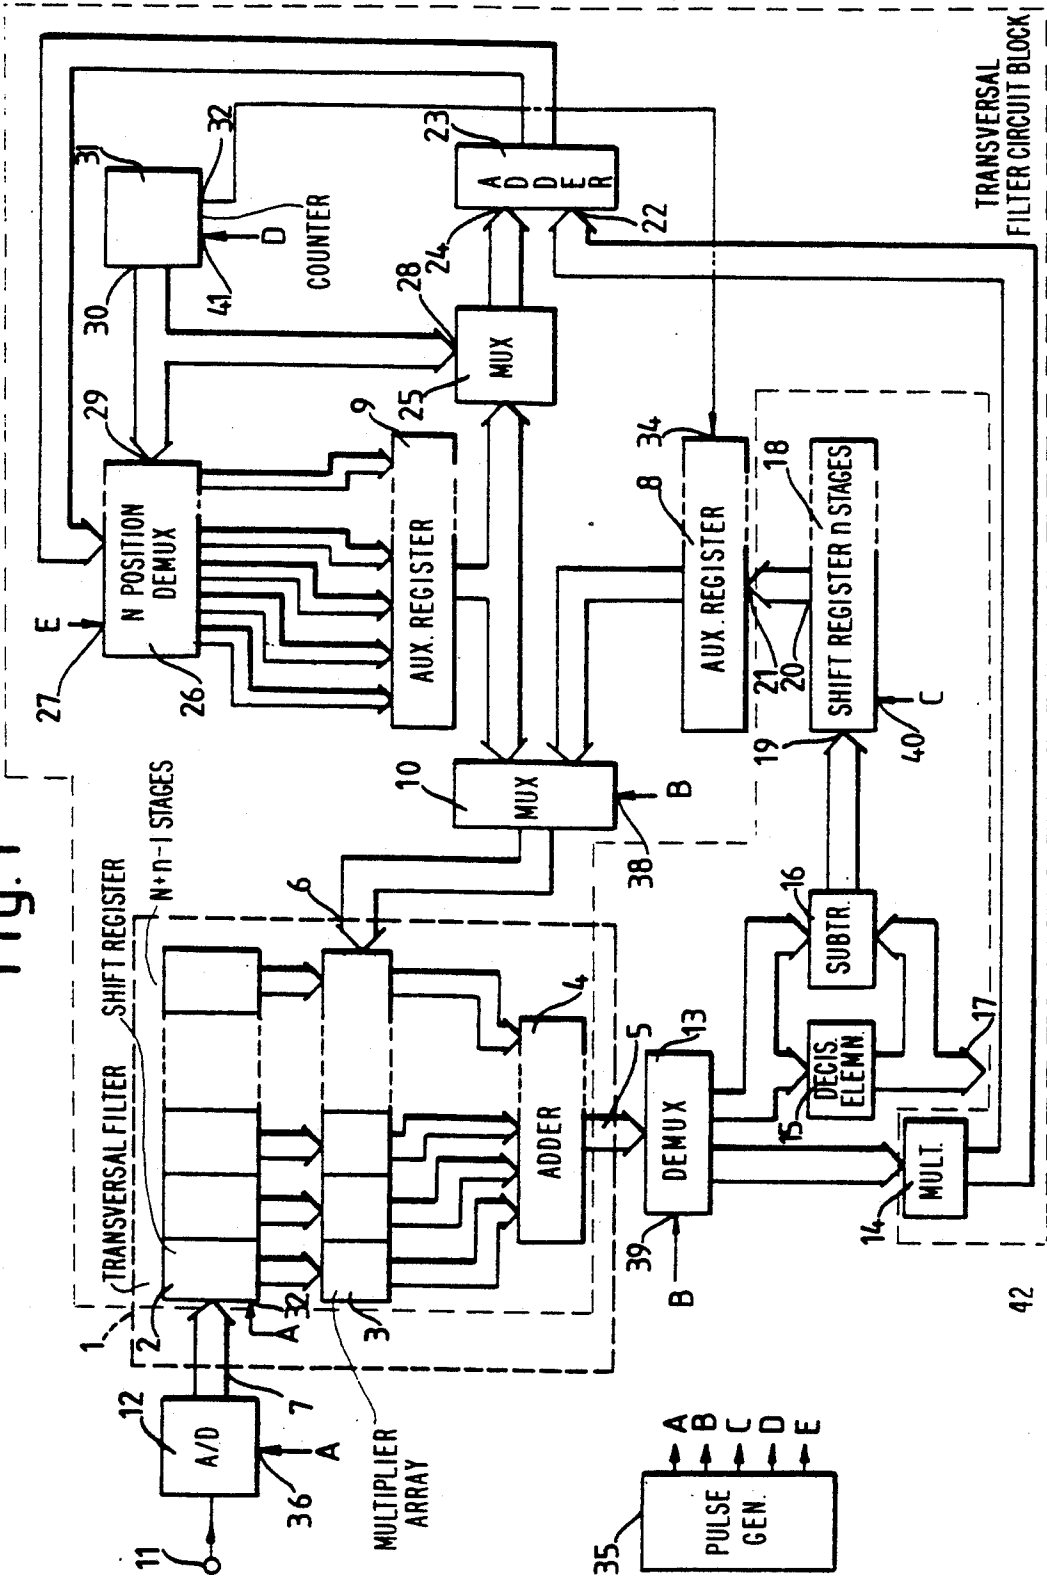 Fig. 1
TRANSVERSAL
FILTER CIRCUIT BLOCK
11
12
A/D
36
A
7
1
TRANSVERSAL FILTER
SHIFT REGISTER
N+n-1 STAGES
2
32
A
3
MULTIPLIER
ARRAY
6
4
ADDER
5
10
MUX
38
B
27
E
N POSITION
DEMUX
26
29
9
AUX. REGISTER
30
31
32
41
D
COUNTER
28
25
MUX
24
23
ADDER
22
8
AUX. REGISTER
34
21
20
18
SHIFT REGISTER n STAGES
19
40
C
16
SUBTR.
15
DECIS.
ELEMN.
17
13
DEMUX
39
B
14
MULT.
42
35
PULSE
GEN.
A
B
C
D
E